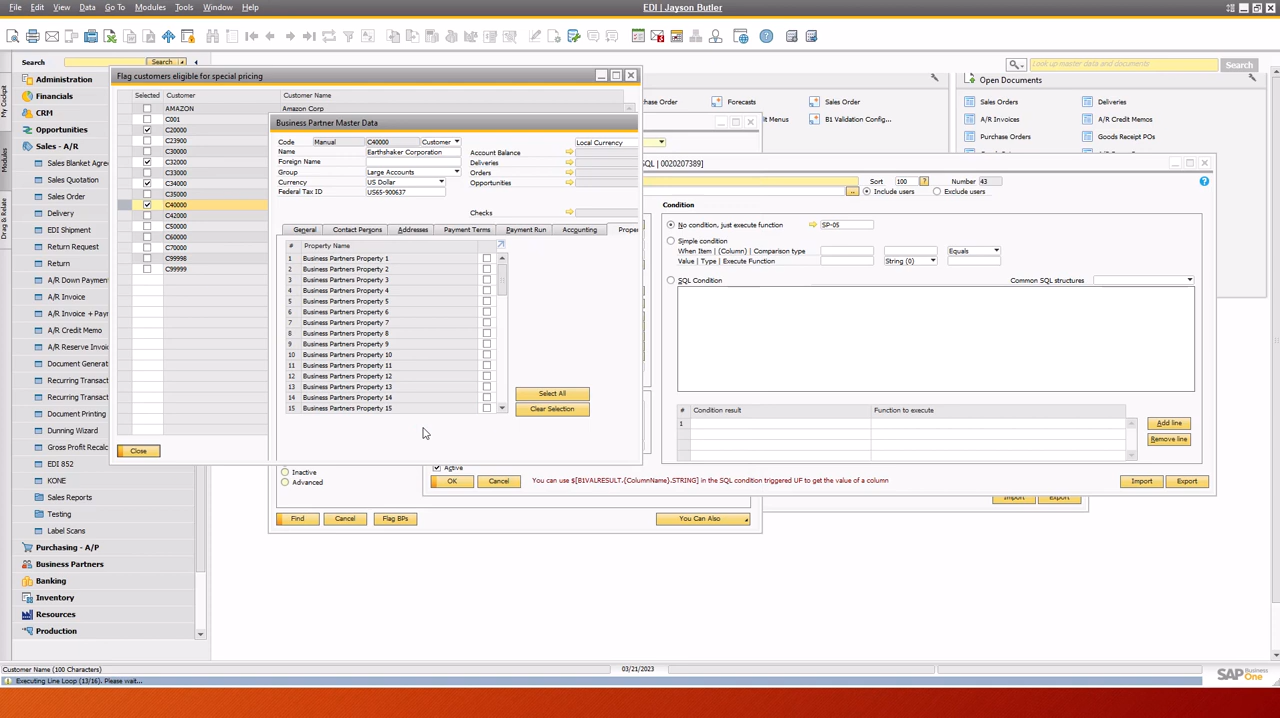 File Edit View Data Go To Modules Tools Window Help
EDI | Jayson Butler
Search
Search
Look up master data and documents
Search
My Cockpit
Modules
Drag & Relate
Administration
Financials
CRM
Opportunities
Sales - A/R
Sales Blanket Agre
Sales Quotation
Sales Order
Delivery
EDI Shipment
Return Request
Return
A/R Down Payment
A/R Invoice
A/R Invoice + Paym
A/R Credit Memo
A/R Reserve Invoic
Document Generat
Recurring Transact
Recurring Transact
Document Printing
Dunning Wizard
Gross Profit Recalc
EDI 852
KONE
Sales Reports
Testing
Label Scans
Purchasing - A/P
Business Partners
Banking
Inventory
Resources
Production
Flag customers eligible for special pricing
Selected Customer Customer Name
AMAZON Amazon Corp
C001
C20000
C23900
C30000
C32000
C33000
C34000
C35000
C40000
C42000
C50000
C60000
C70000
C99998
C99999
Close
Business Partner Master Data
Code Manual C40000 Customer
Name Earthshaker Corporation
Foreign Name
Group Large Accounts
Currency US Dollar
Federal Tax ID US65-900637
Local Currency
Account Balance
Deliveries
Orders
Opportunities
Checks
General Contact Persons Addresses Payment Terms Payment Run Accounting Proper
# Property Name
1 Business Partners Property 1
2 Business Partners Property 2
3 Business Partners Property 3
4 Business Partners Property 4
5 Business Partners Property 5
6 Business Partners Property 6
7 Business Partners Property 7
8 Business Partners Property 8
9 Business Partners Property 9
10 Business Partners Property 10
11 Business Partners Property 11
12 Business Partners Property 12
13 Business Partners Property 13
14 Business Partners Property 14
15 Business Partners Property 15
Select All
Clear Selection
Inactive
Advanced
Find Cancel Flag BPs You Can Also
chase Order Forecasts Sales Order
t Menus B1 Validation Config...
Open Documents
Sales Orders Deliveries
A/R Invoices A/R Credit Memos
Purchase Orders Goods Receipt POs
SQL | 0020207389]
Sort 100 ? Number 43
Include users Exclude users
Condition
No condition, just execute function SP-05
Simple condition
When Item | (Column) | Comparison type Equals
Value | Type | Execute Function String (0)
SQL Condition Common SQL structures
# Condition result Function to execute
1
Add line
Remove line
Active
OK Cancel You can use $[B1VALRESULT.{ColumnName}.STRING] in the SQL condition triggered UF to get the value of a column Import Export
Import Export
Customer Name (100 Characters) 03/21/2023
Executing Line Loop (13/16). Please wait...
SAP Business One